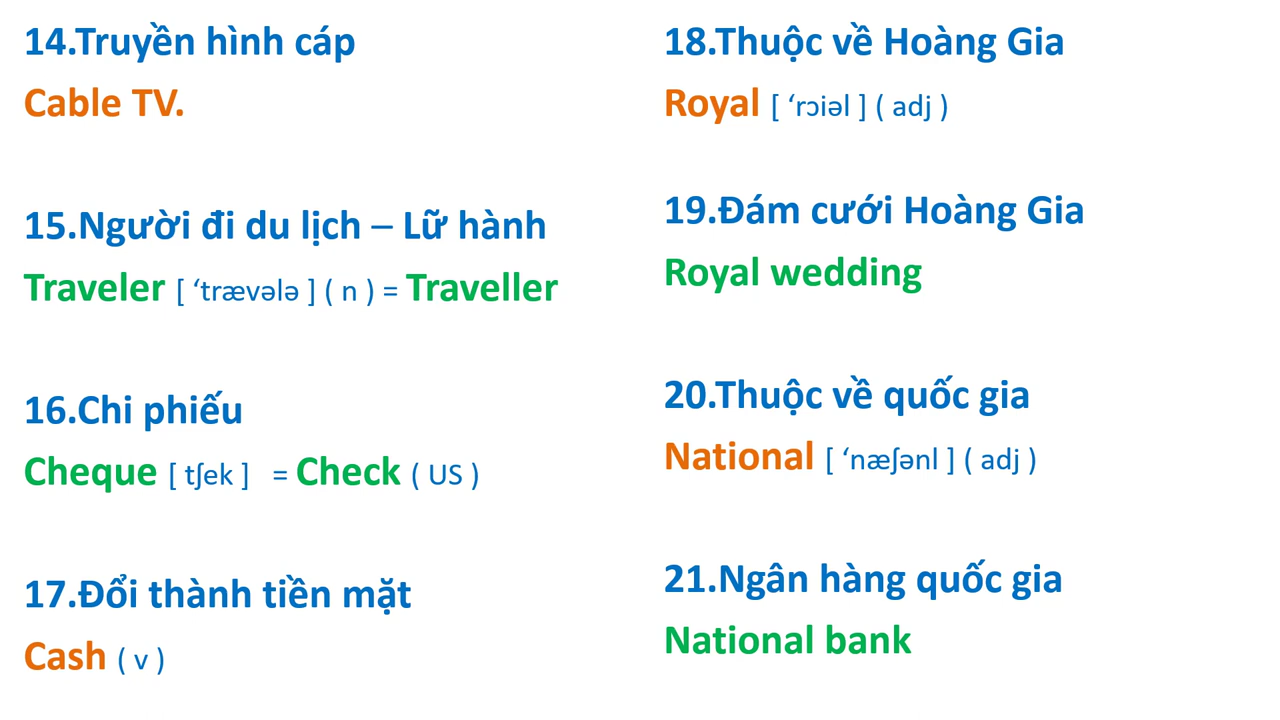 14.Truyền hình cáp
Cable TV.
15.Người đi du lịch – Lữ hành
Traveler [ ‘trævələ ] ( n ) = Traveller
16.Chi phiếu
Cheque [ tʃek ] = Check ( US )
17.Đổi thành tiền mặt
Cash ( v )
18.Thuộc về Hoàng Gia
Royal [ ‘rɔiəl ] ( adj )
19.Đám cưới Hoàng Gia
Royal wedding
20.Thuộc về quốc gia
National [ ‘næʃənl ] ( adj )
21.Ngân hàng quốc gia
National bank